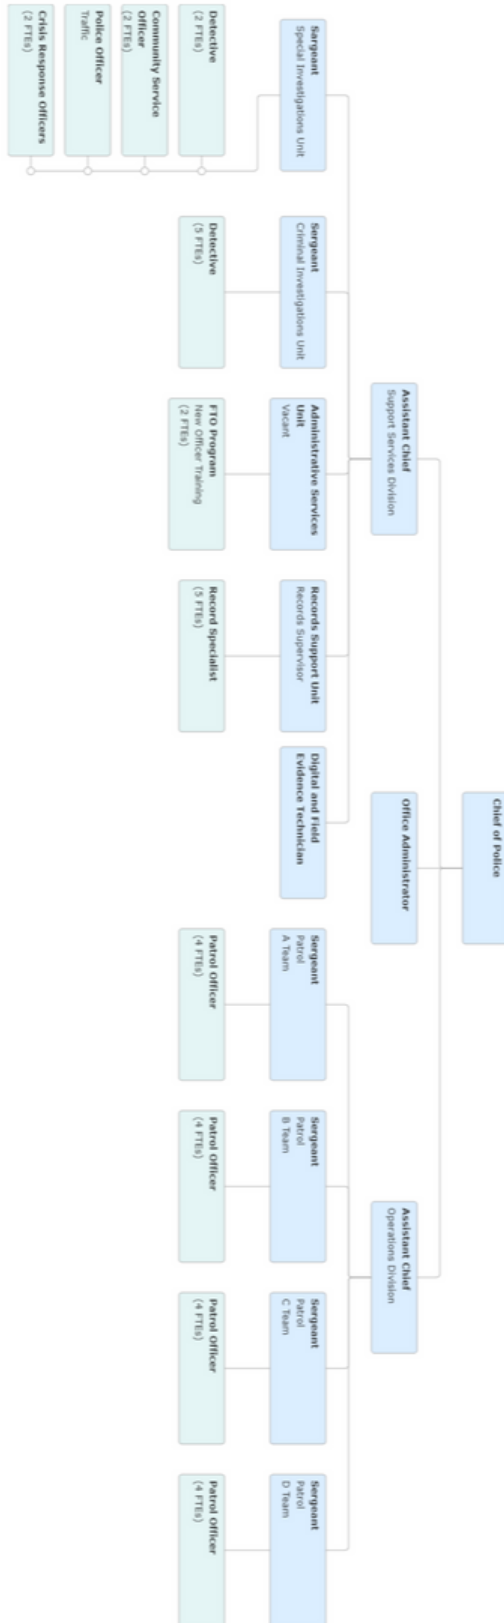 Chief of Police
Assistant Chief
Support Services Division
Office Administrator
Assistant Chief
Operations Division
Sargeant
Special Investigations Unit
Sergeant
Criminal Investigations Unit
Administrative Services
Unit
Vacant
Records Support Unit
Records Supervisor
Digital and Field
Evidence Technician
Sergeant
Patrol
A Team
Sergeant
Patrol
B Team
Sergeant
Patrol
C Team
Sergeant
Patrol
D Team
Detective
(2 FTEs)
Community Service
Officer
(2 FTEs)
Police Officer
Traffic
Crisis Response Officers
(2 FTEs)
Detective
(5 FTEs)
FTO Program
New Officer Training
(2 FTEs)
Record Specialist
(5 FTEs)
Patrol Officer
(4 FTEs)
Patrol Officer
(4 FTEs)
Patrol Officer
(4 FTEs)
Patrol Officer
(4 FTEs)